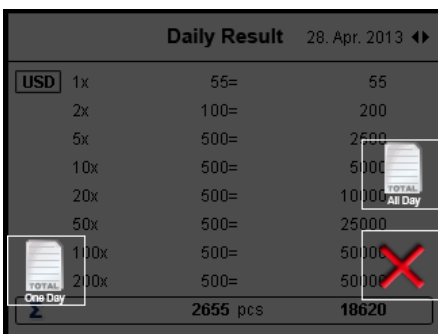 Daily Result 28. Apr. 2013
USD 1x 55= 55
2x 100= 200
5x 500= 2500
10x 500= 5000
20x 500= 10000
50x 500= 25000
100x 500= 50000
200x 500= 50000
TOTAL
All Day
TOTAL
One Day
Σ 2655 pcs 18620